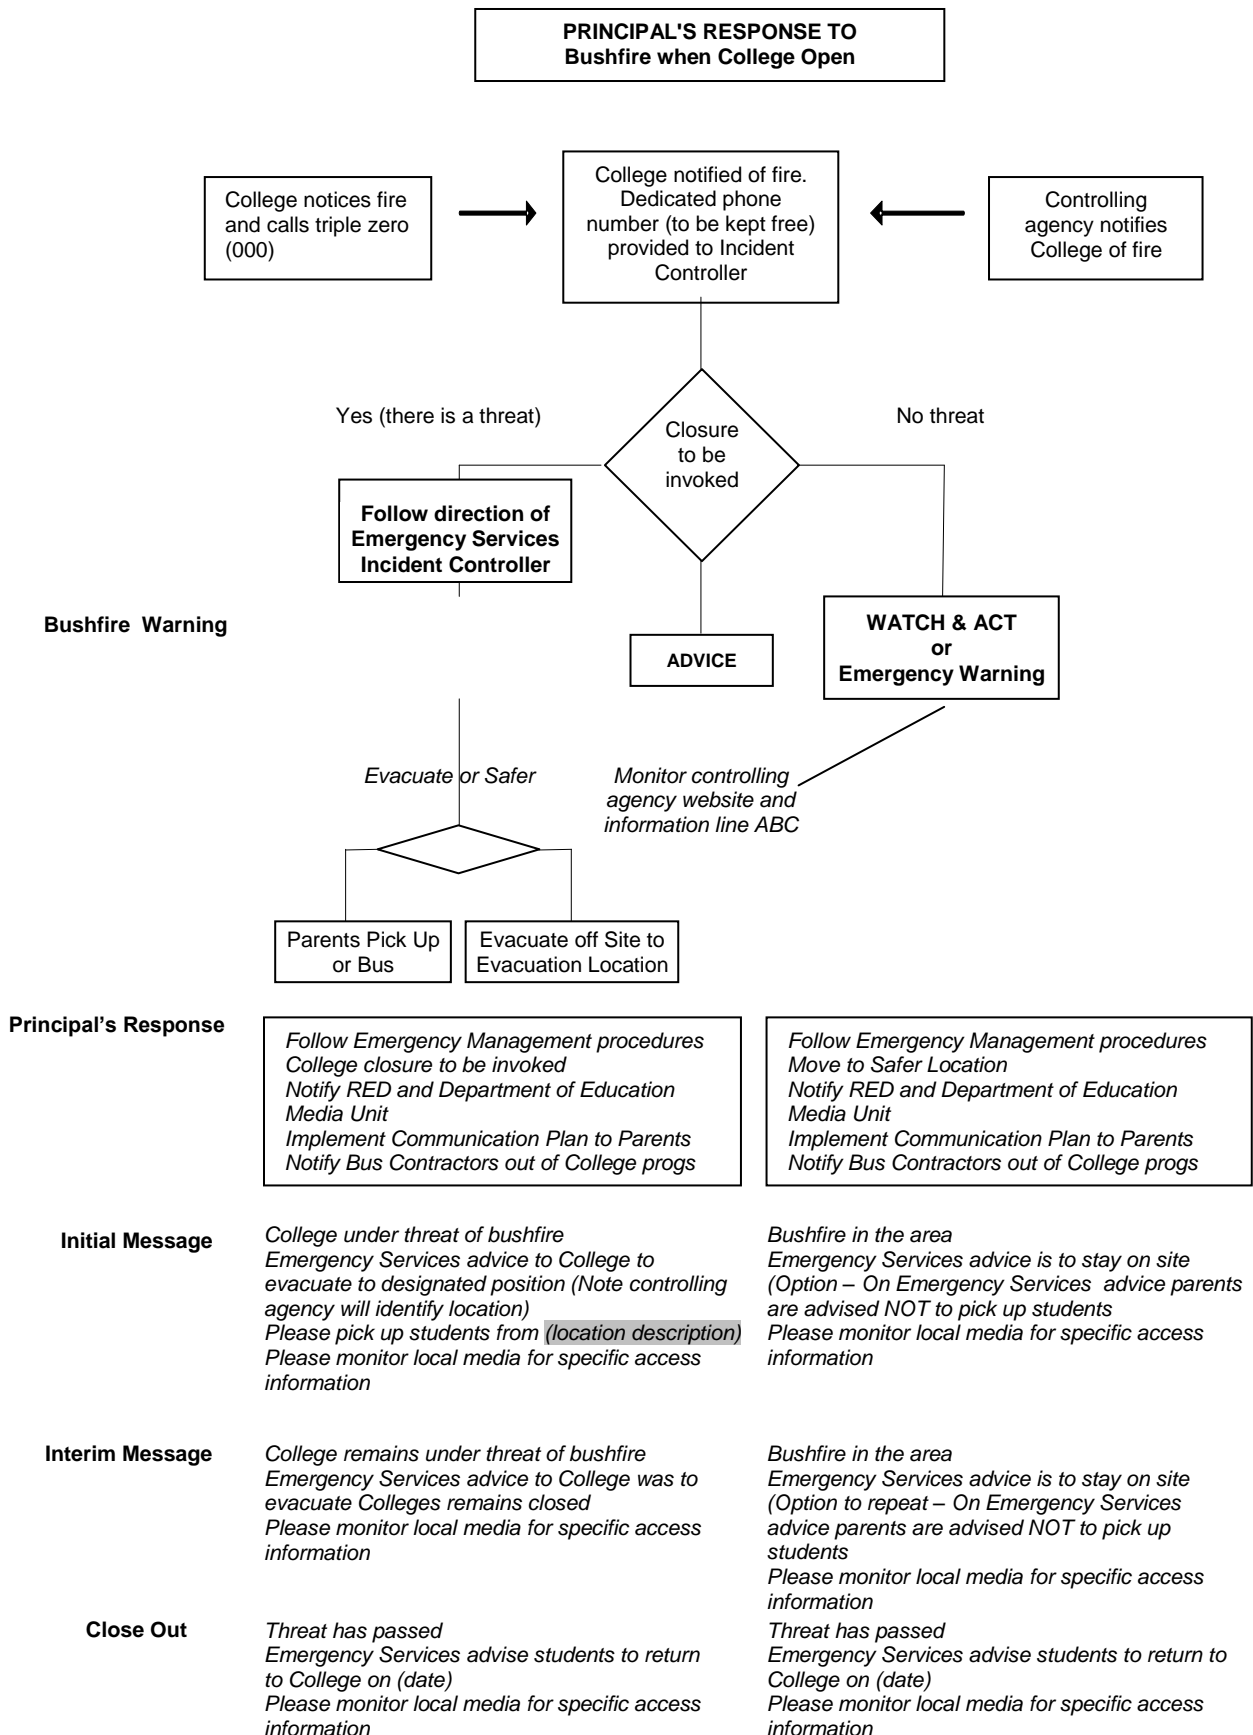 PRINCIPAL'S RESPONSE TO
Bushfire when College Open
College notices fire
and calls triple zero
(000)
College notified of fire.
Dedicated phone
number (to be kept free)
provided to Incident
Controller
Controlling
agency notifies
College of fire
Yes (there is a threat)
Closure
to be
invoked
No threat
Follow direction of
Emergency Services
Incident Controller
Bushfire Warning
ADVICE
WATCH & ACT
or
Emergency Warning
Evacuate or Safer
Monitor controlling
agency website and
information line ABC
Parents Pick Up
or Bus
Evacuate off Site to
Evacuation Location
Principal's Response
Follow Emergency Management procedures
College closure to be invoked
Notify RED and Department of Education
Media Unit
Implement Communication Plan to Parents
Notify Bus Contractors out of College progs
Follow Emergency Management procedures
Move to Safer Location
Notify RED and Department of Education
Media Unit
Implement Communication Plan to Parents
Notify Bus Contractors out of College progs
Initial Message
College under threat of bushfire
Emergency Services advice to College to
evacuate to designated position (Note controlling
agency will identify location)
Please pick up students from (location description)
Please monitor local media for specific access
information
Bushfire in the area
Emergency Services advice is to stay on site
(Option – On Emergency Services advice parents
are advised NOT to pick up students
Please monitor local media for specific access
information
Interim Message
College remains under threat of bushfire
Emergency Services advice to College was to
evacuate Colleges remains closed
Please monitor local media for specific access
information
Bushfire in the area
Emergency Services advice is to stay on site
(Option to repeat – On Emergency Services
advice parents are advised NOT to pick up
students
Please monitor local media for specific access
information
Close Out
Threat has passed
Emergency Services advise students to return
to College on (date)
Please monitor local media for specific access
information
Threat has passed
Emergency Services advise students to return to
College on (date)
Please monitor local media for specific access
information